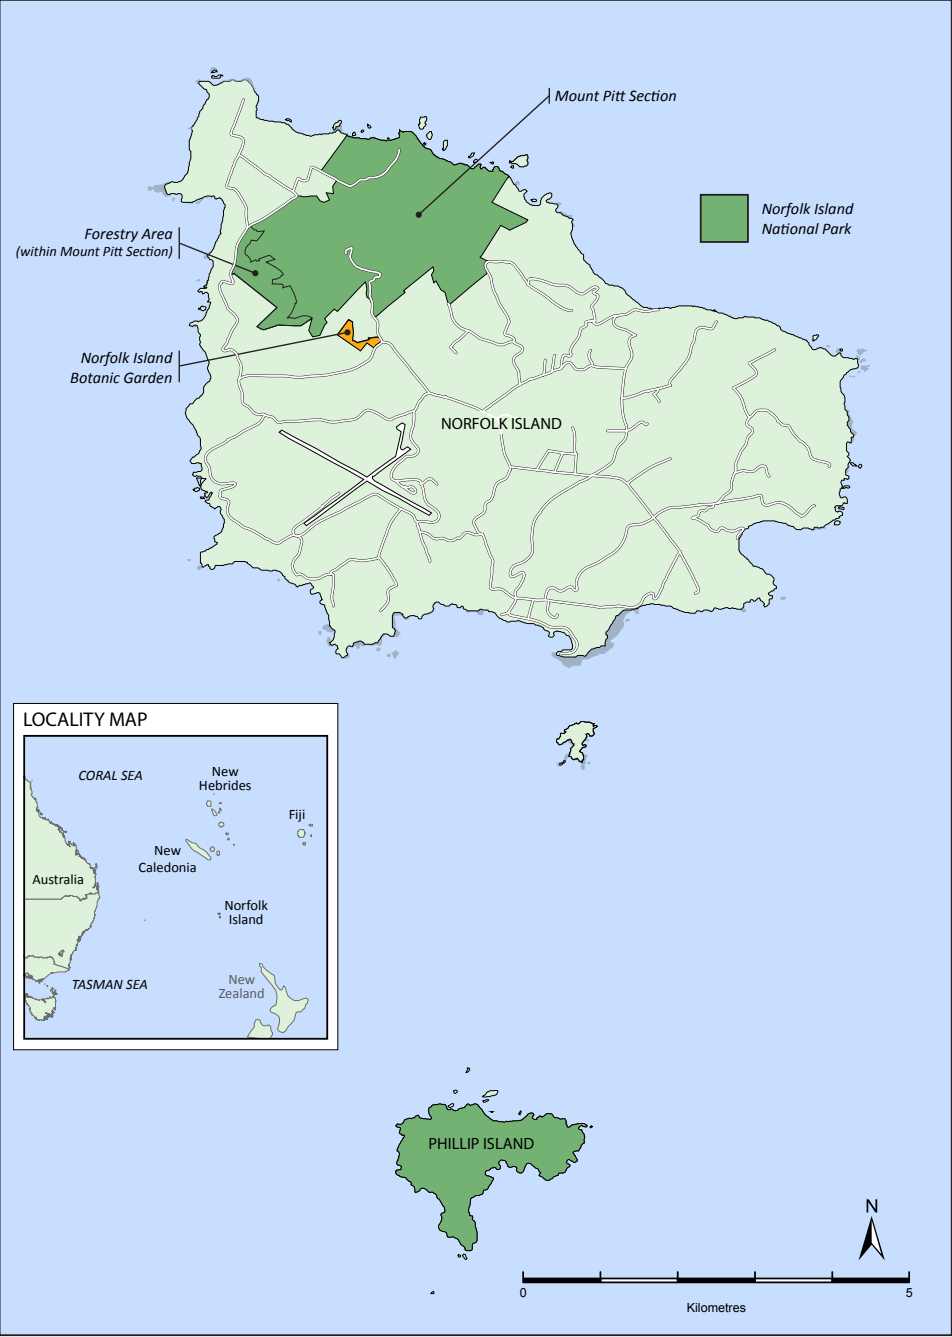 Mount Pitt Section
Norfolk Island
National Park
Forestry Area
(within Mount Pitt Section)
Norfolk Island
Botanic Garden
NORFOLK ISLAND
LOCALITY MAP
CORAL SEA
New
Hebrides
Fiji
New
Caledonia
Australia
Norfolk
Island
TASMAN SEA
New
Zealand
PHILLIP ISLAND
N
0
5
Kilometres